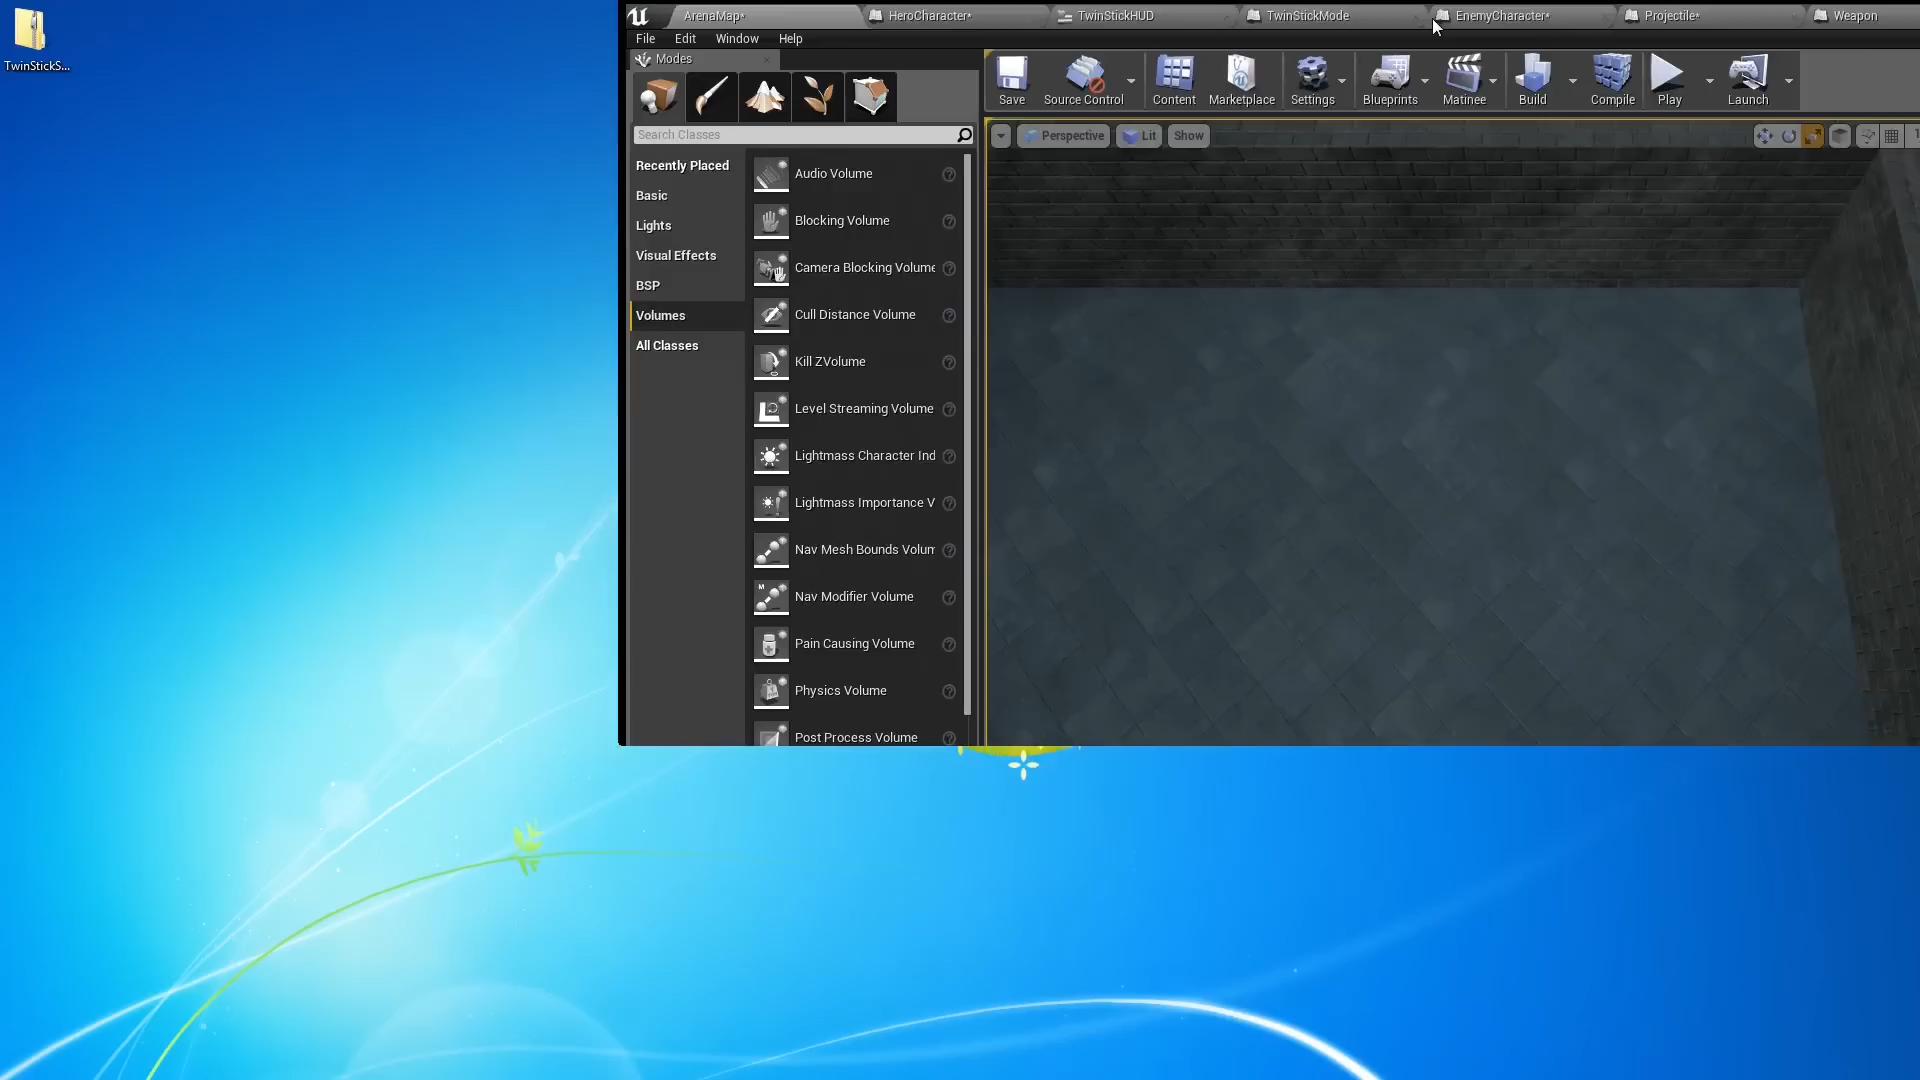 TwinStickS...
ArenaMap*
HeroCharacter*
TwinStickHUD
TwinStickMode
EnemyCharacter*
Projectile*
Weapon
File Edit Window Help
Modes
Save
Source Control
Content
Marketplace
Settings
Blueprints
Matinee
Build
Compile
Play
Launch
Search Classes
Perspective
Lit
Show
Recently Placed
Basic
Lights
Visual Effects
BSP
Volumes
All Classes
Audio Volume
Blocking Volume
Camera Blocking Volume
Cull Distance Volume
Kill ZVolume
Level Streaming Volume
Lightmass Character Ind
Lightmass Importance V
Nav Mesh Bounds Volum
M
Nav Modifier Volume
Pain Causing Volume
Physics Volume
Post Process Volume